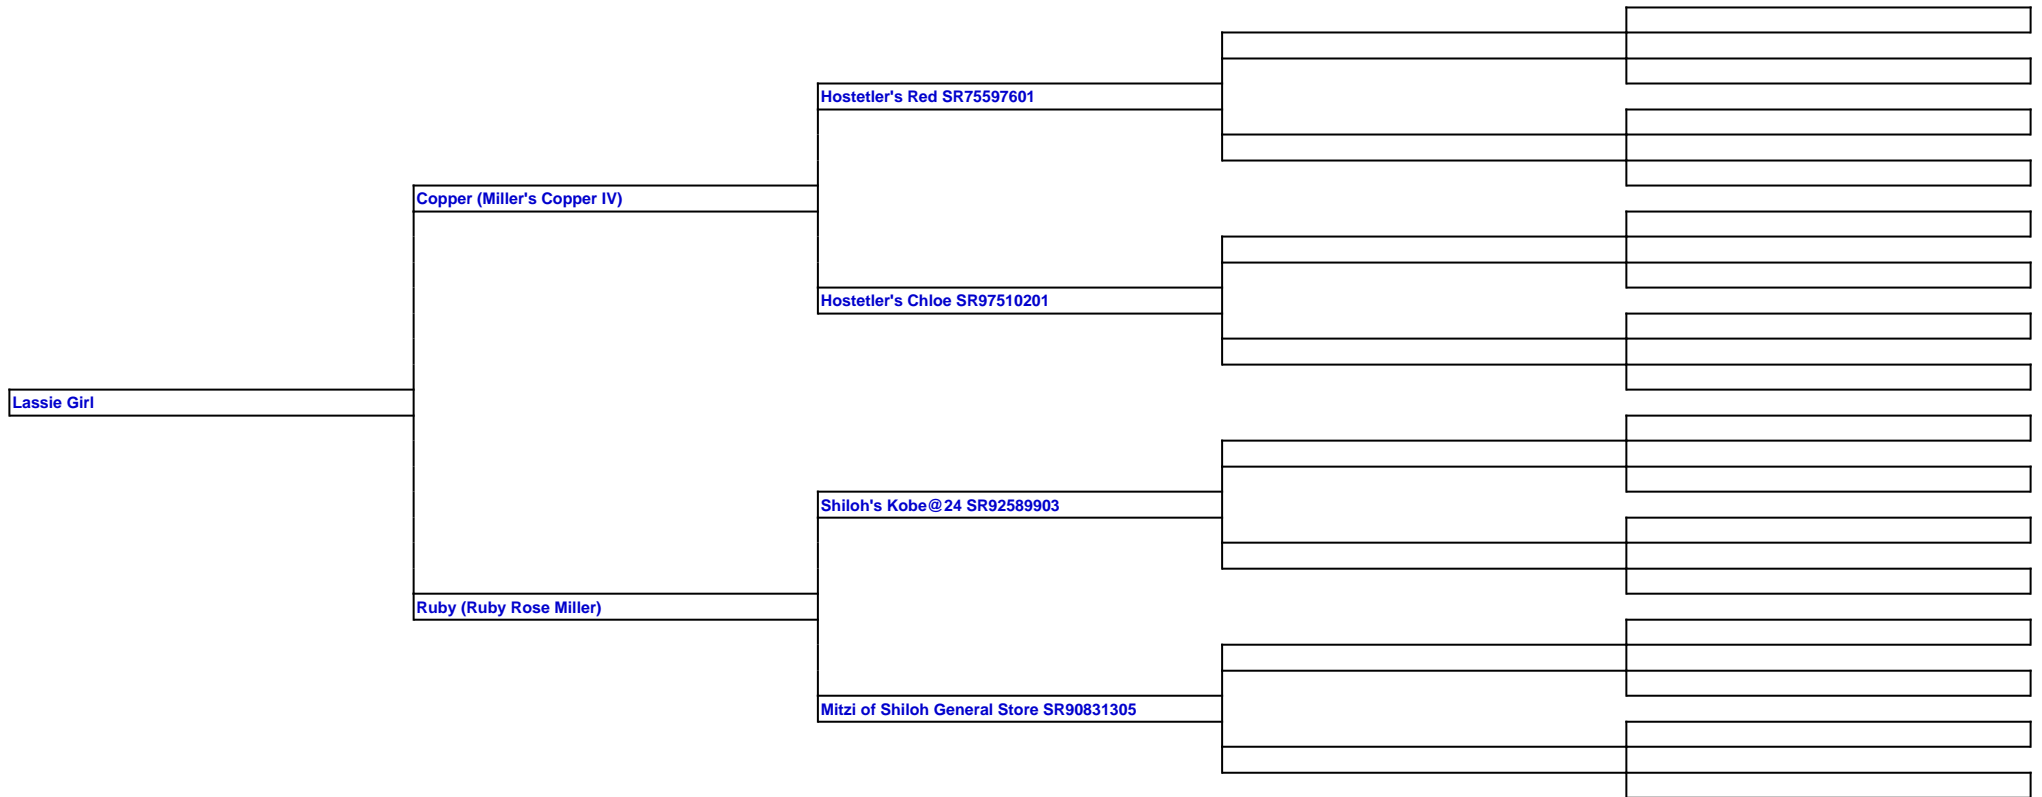 Hostetler's Red SR75597601
Copper (Miller's Copper IV)
Hostetler's Chloe SR97510201
Lassie Girl
Shiloh's Kobe@24 SR92589903
Ruby (Ruby Rose Miller)
Mitzi of Shiloh General Store SR90831305